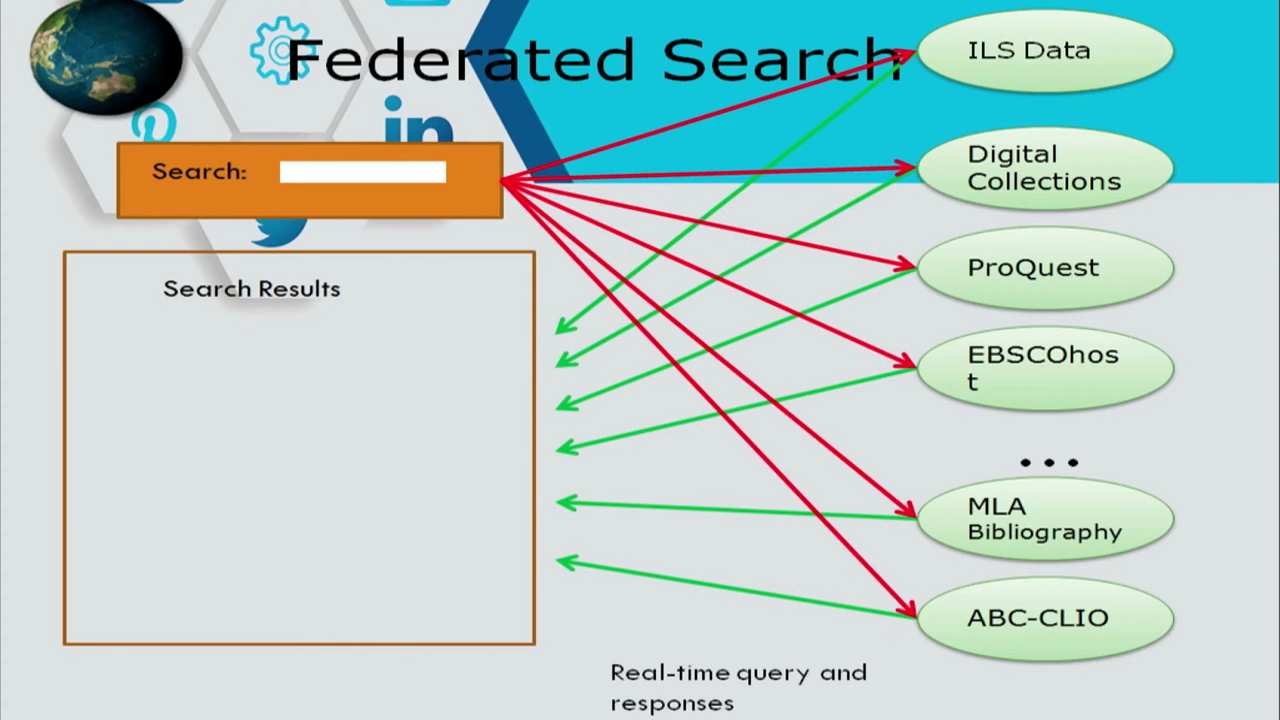 Federated Search
Search:
Search Results
ILS Data
Digital
Collections
ProQuest
EBSCOhos
t
...
MLA
Bibliography
ABC-CLIO
Real-time query and
responses
in